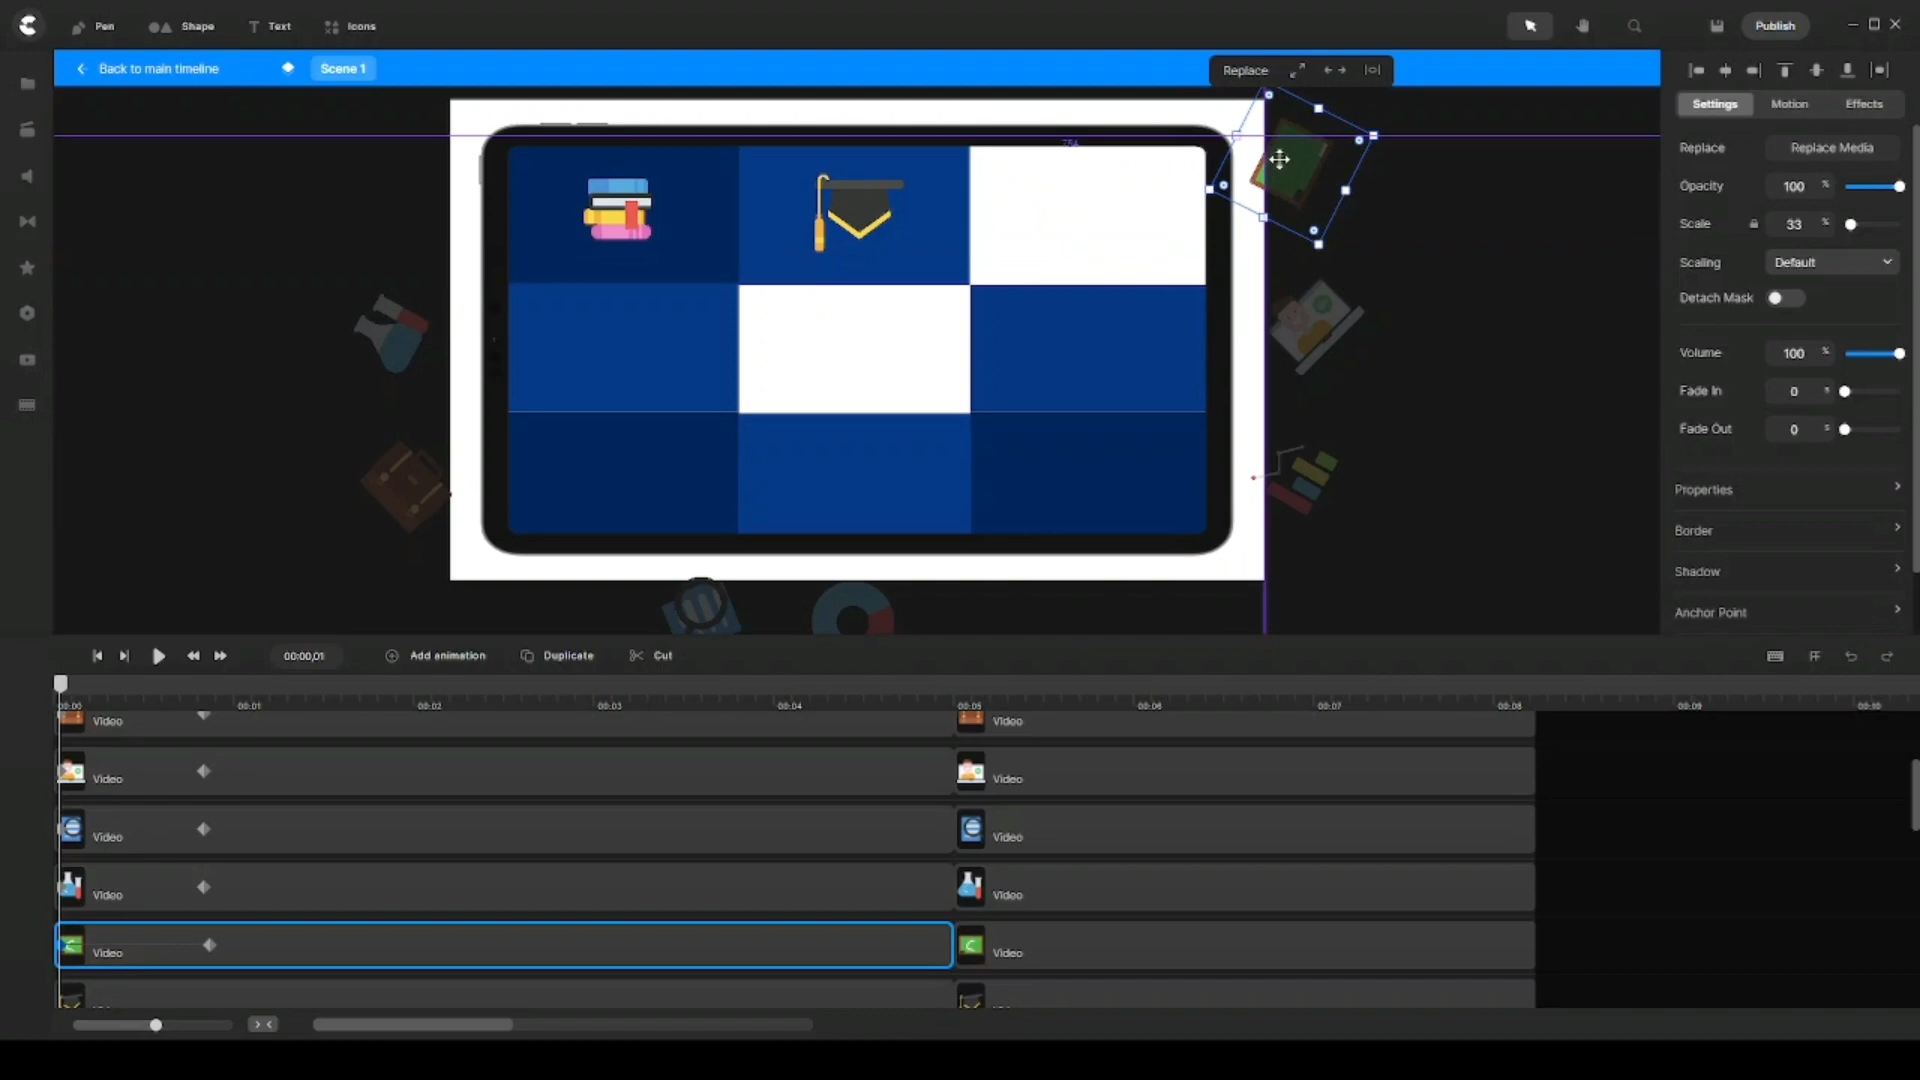 Pen Shape Text Icons Publish
Back to main timeline Scene 1 Replace
Settings Motion Effects
Replace Replace Media
Opacity 100 %
Scale 33 %
Scaling Default
Detach Mask
Volume 100 %
Fade In 0 s
Fade Out 0 s
Properties
Border
Shadow
Anchor Point
754
00:00,01 Add animation Duplicate Cut
00:00 00:01 00:02 00:03 00:04 00:05 00:06 00:07 00:08 00:09 00:10
Video Video
Video Video
Video Video
Video Video
Video Video